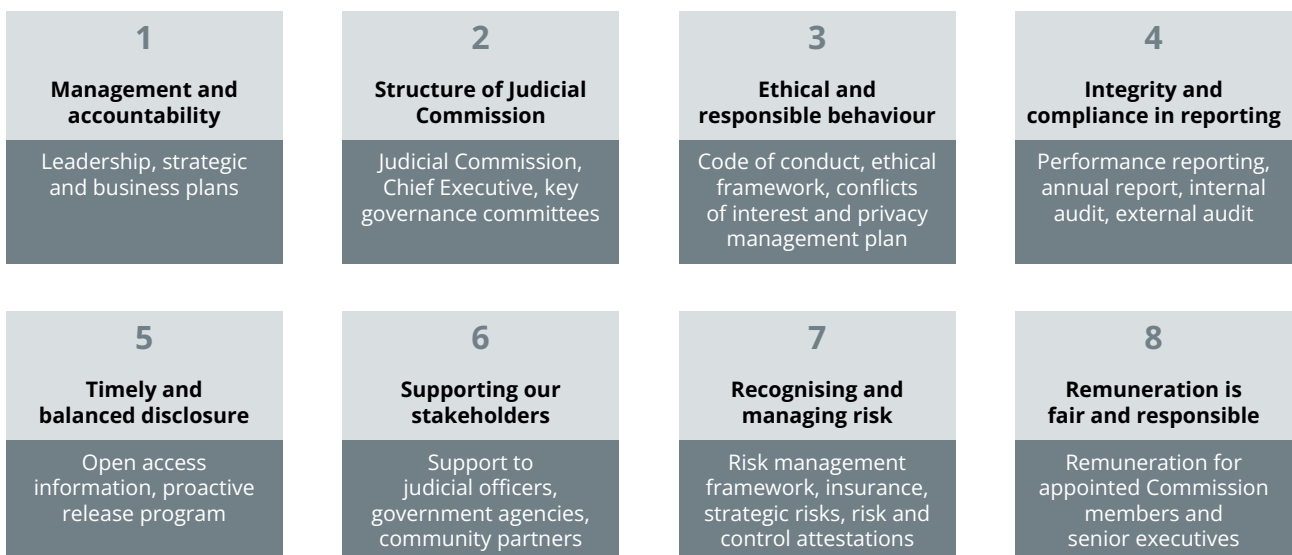 1
Management and
accountability
Leadership, strategic
and business plans
2
Structure of Judicial
Commission
Judicial Commission,
Chief Executive, key
governance committees
3
Ethical and
responsible behaviour
Code of conduct, ethical
framework, conflicts
of interest and privacy
management plan
4
Integrity and
compliance in reporting
Performance reporting,
annual report, internal
audit, external audit
5
Timely and
balanced disclosure
Open access
information, proactive
release program
6
Supporting our
stakeholders
Support to
judicial officers,
government agencies,
community partners
7
Recognising and
managing risk
Risk management
framework, insurance,
strategic risks, risk and
control attestations
8
Remuneration is
fair and responsible
Remuneration for
appointed Commission
members and
senior executives